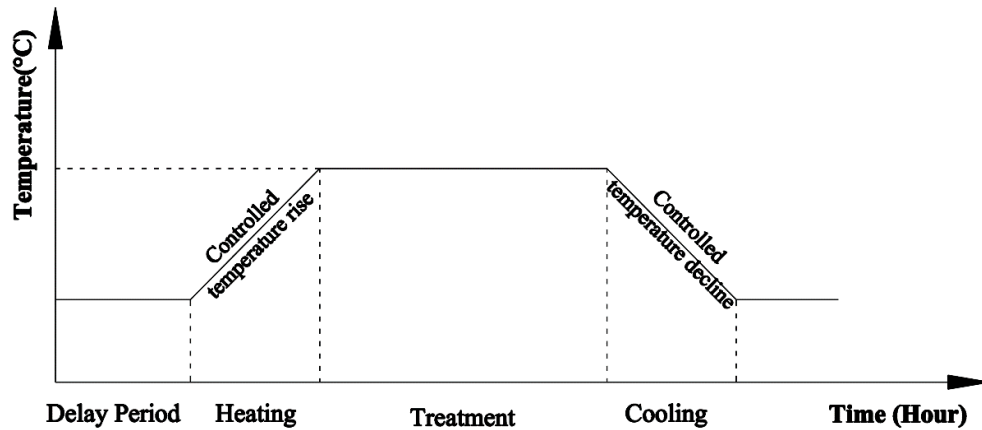 Temperature(°C)
Controlled
temperature rise
Controlled
temperature decline
Delay Period
Heating
Treatment
Cooling
Time (Hour)